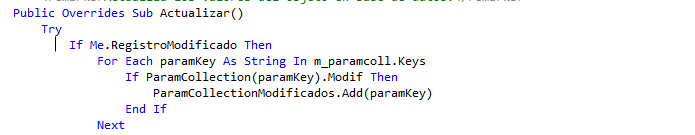 Public Overrides Sub Actualizar()
Try
If Me.RegistroModificado Then
For Each paramKey As String In m_paramcoll.Keys
If ParamCollection(paramKey).Modif Then
ParamCollectionModificados.Add(paramKey)
End If
Next